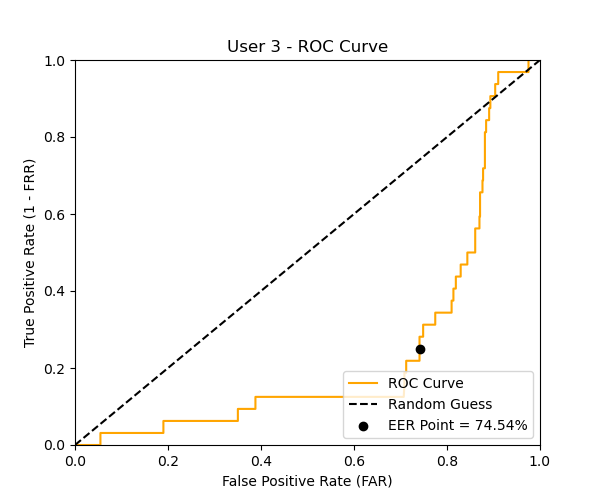 User 3 - ROC Curve
True Positive Rate (1 - FRR)
1.0
0.8
0.6
0.4
0.2
0.0
ROC Curve
Random Guess
EER Point = 74.54%
0.0 0.2 0.4 0.6 0.8 1.0
False Positive Rate (FAR)